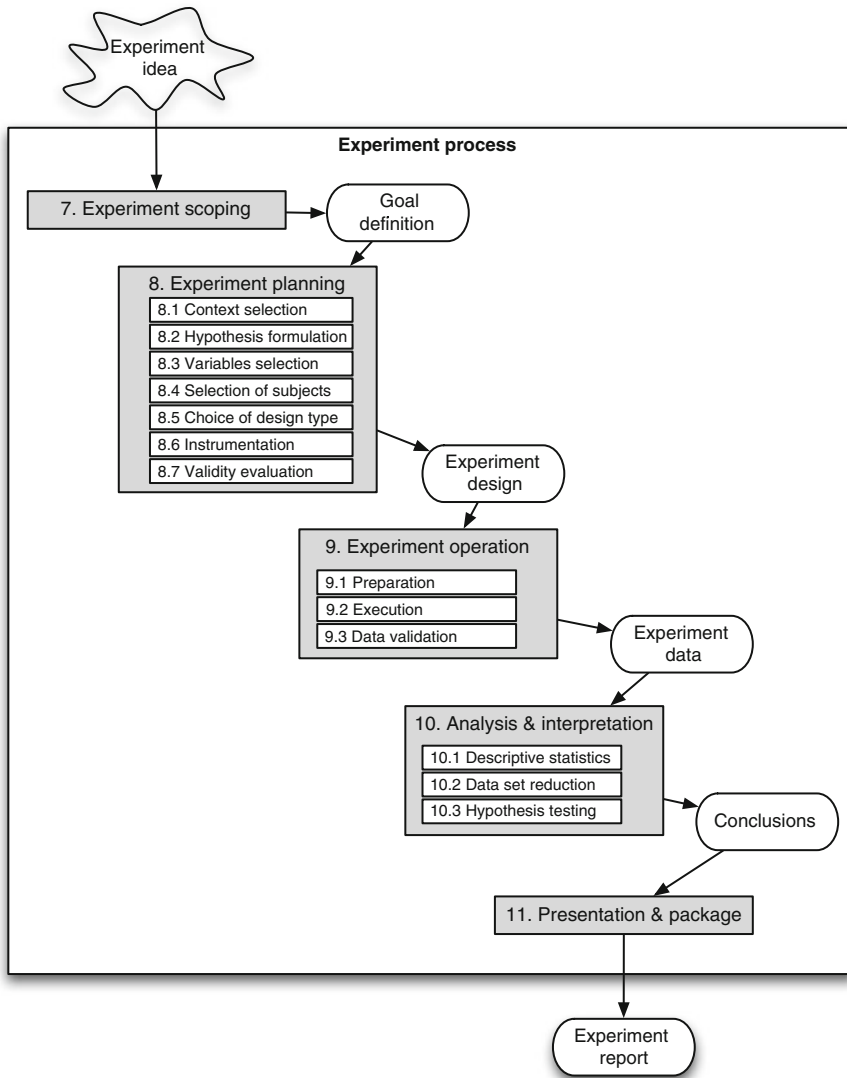 Experiment
idea
Experiment process
7. Experiment scoping
Goal
definition
8. Experiment planning
8.1 Context selection
8.2 Hypothesis formulation
8.3 Variables selection
8.4 Selection of subjects
8.5 Choice of design type
8.6 Instrumentation
8.7 Validity evaluation
Experiment
design
9. Experiment operation
9.1 Preparation
9.2 Execution
9.3 Data validation
Experiment
data
10. Analysis & interpretation
10.1 Descriptive statistics
10.2 Data set reduction
10.3 Hypothesis testing
Conclusions
11. Presentation & package
Experiment
report